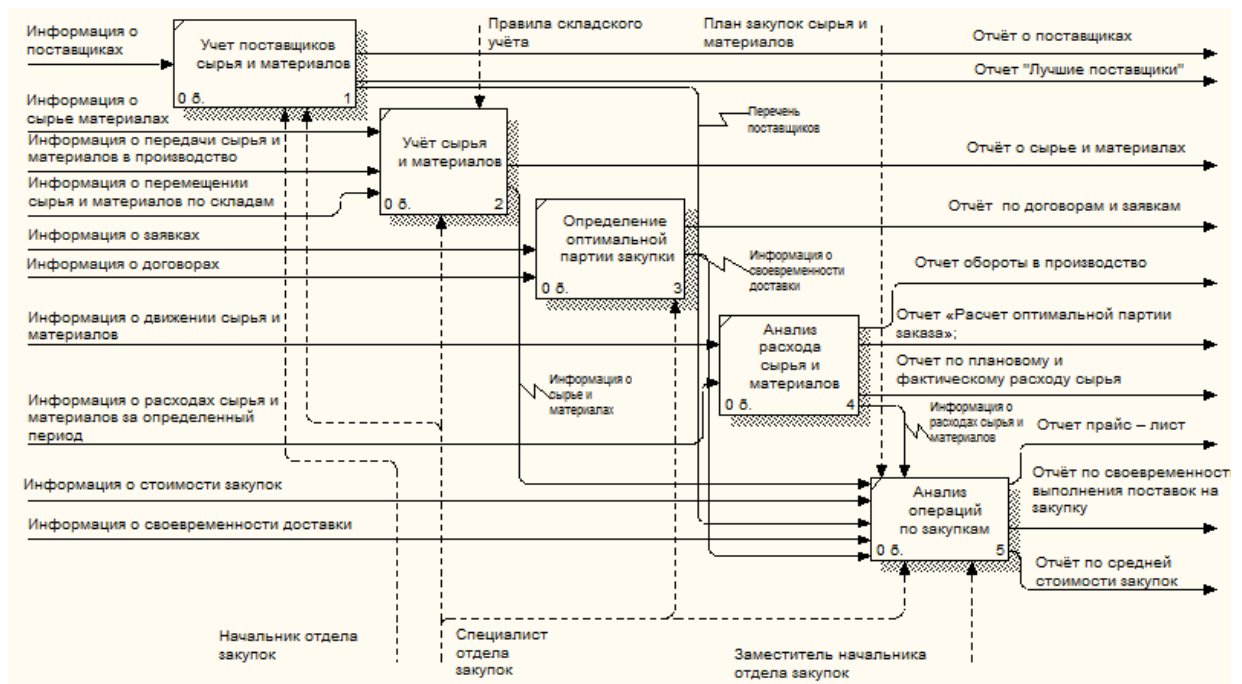 Информация о
поставщиках
Учет поставщиков
сырья и материалов
0 б.
1
Правила складского
учёта
План закупок сырья и
материалов
Отчёт о поставщиках
Отчет "Лучшие поставщики"
Информация о
сырье материалах
Информация о передачи сырья и
материалов в производство
Информация о перемещении
сырья и материалов по складам
Учёт сырья
и материалов
0 б.
2
Перечень
поставщиков
Отчёт о сырье и материалах
Информация о заявках
Информация о договорах
Определение
оптимальной
партии закупки
0 б.
3
Информация о
своевременности
доставки
Отчёт по договорам и заявкам
Отчет обороты в производство
Информация о движении сырья и
материалов
Анализ
расхода
сырья и
материалов
0 б.
4
Отчет «Расчет оптимальной партии
заказа»;
Отчет по плановому и
фактическому расходу сырья
Информация о
сырье и
материалах
Информация о расходах сырья и
материалов за определенный
период
Информация о
расходах сырья и
материалов
Отчет прайс – лист
Информация о стоимости закупок
Информация о своевременности доставки
Анализ
операций
по закупкам
0 б.
5
Отчёт по своевременност
выполнения поставок на
закупку
Отчёт по средней
стоимости закупок
Начальник отдела
закупок
Специалист
отдела
закупок
Заместитель начальника
отдела закупок